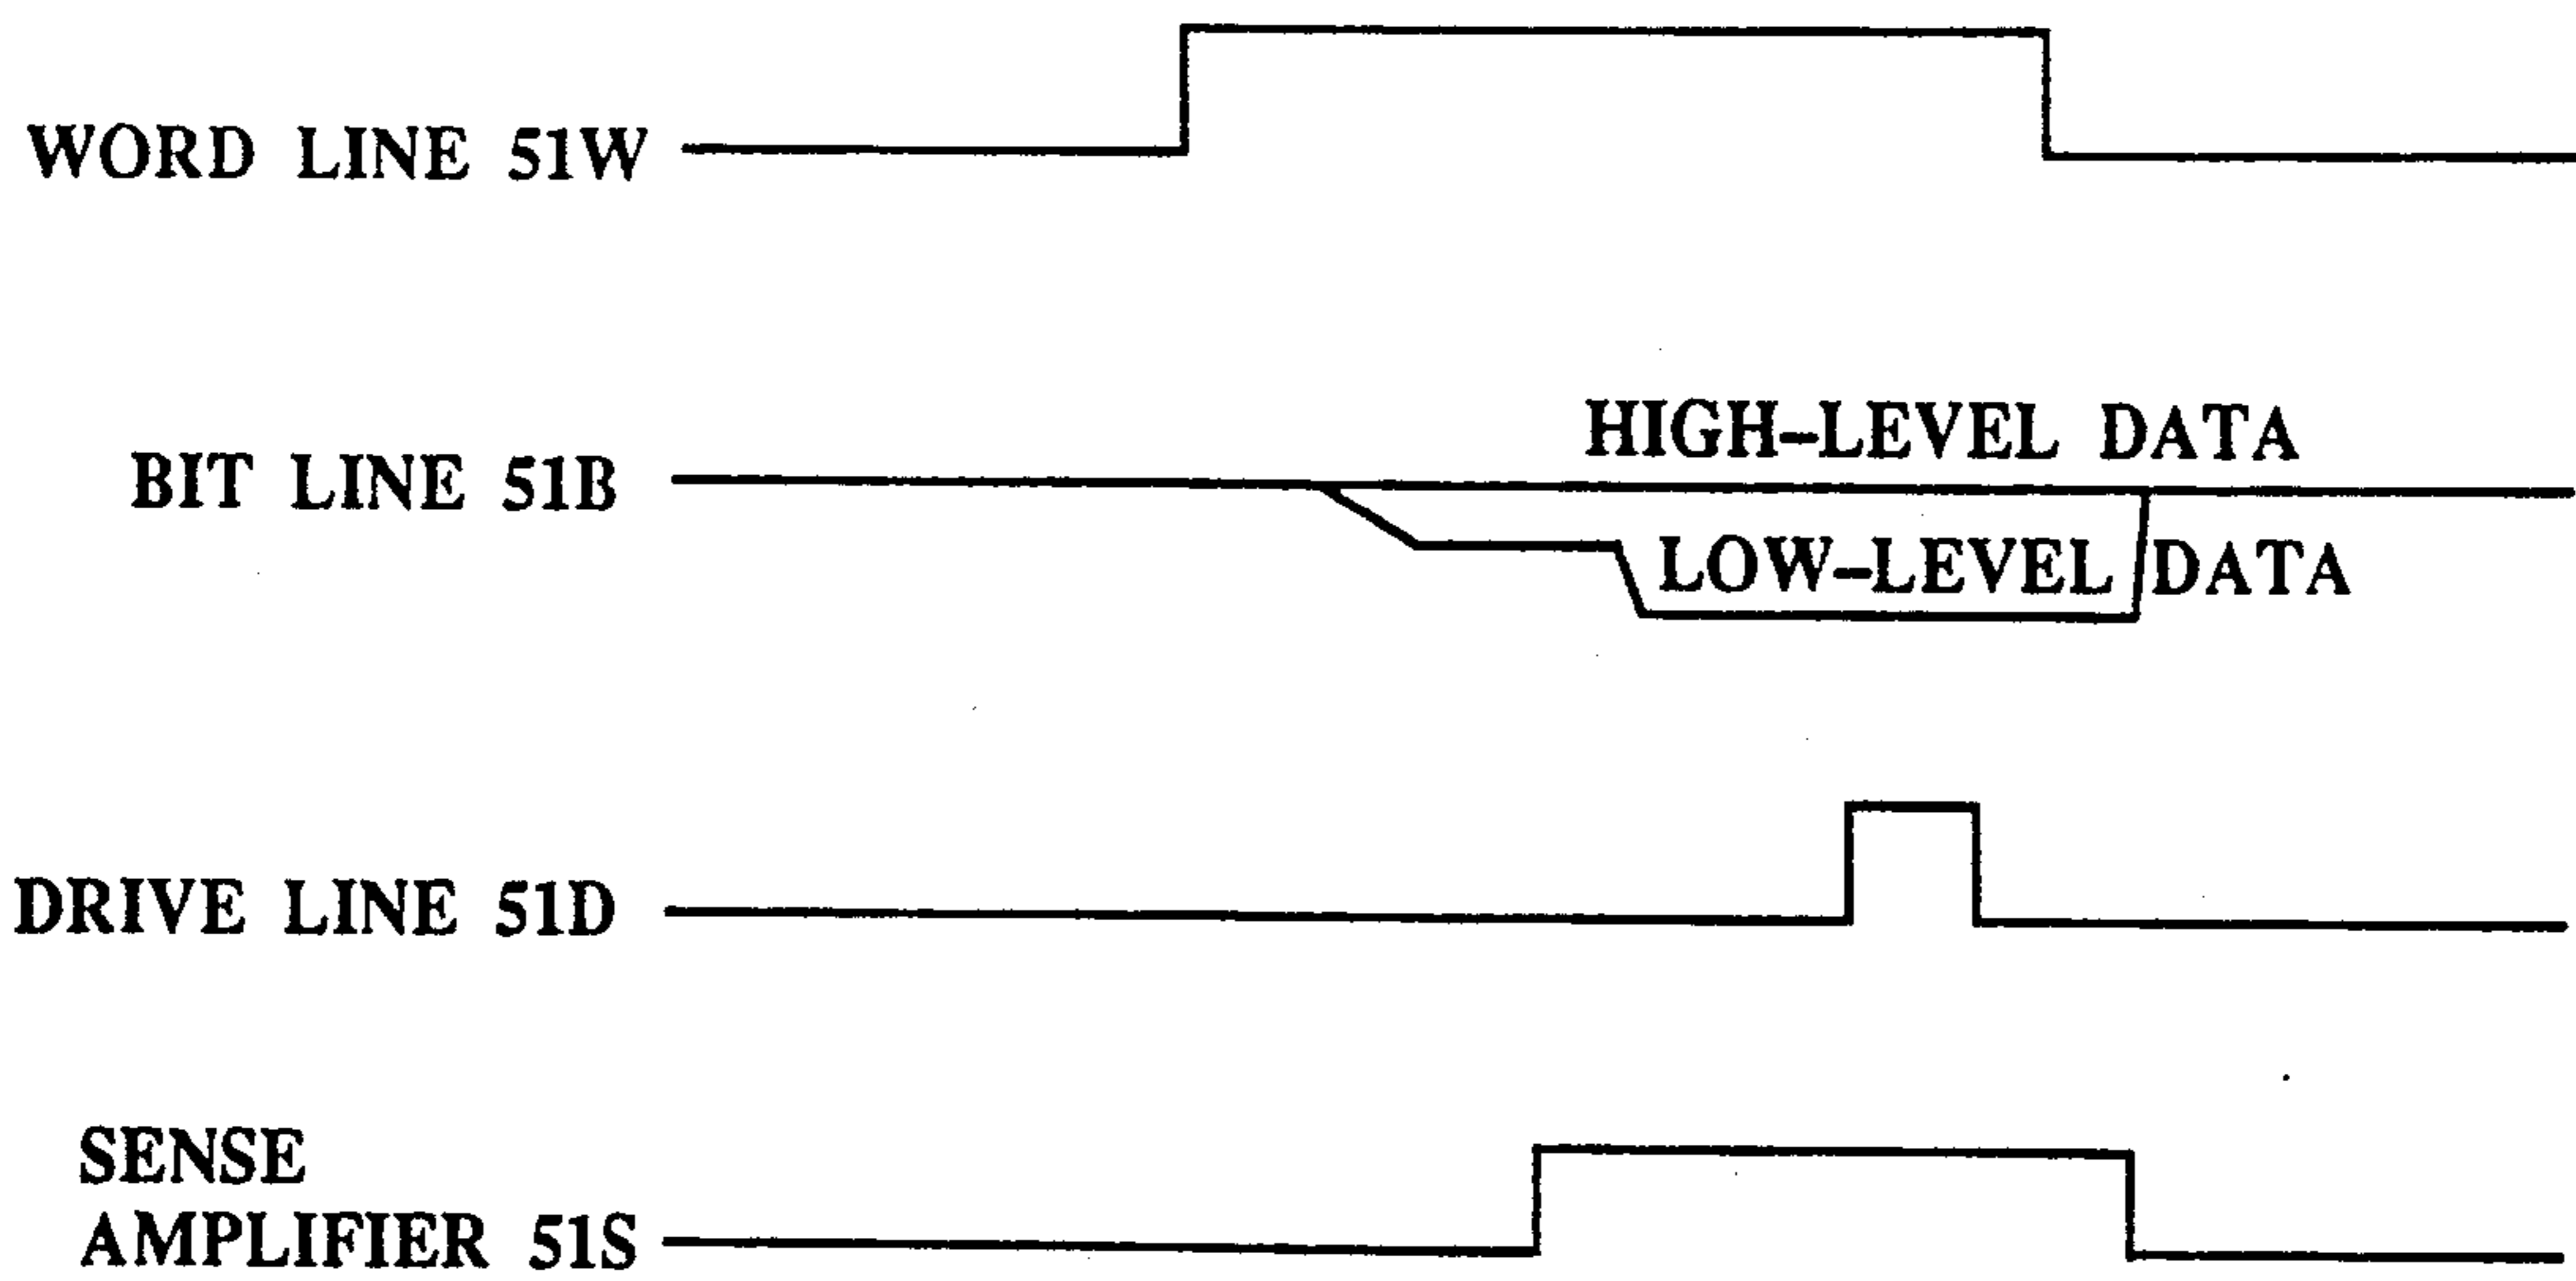 WORD LINE 51W
HIGH–LEVEL DATA
BIT LINE 51B
LOW–LEVEL DATA
DRIVE LINE 51D
SENSE
AMPLIFIER 51S